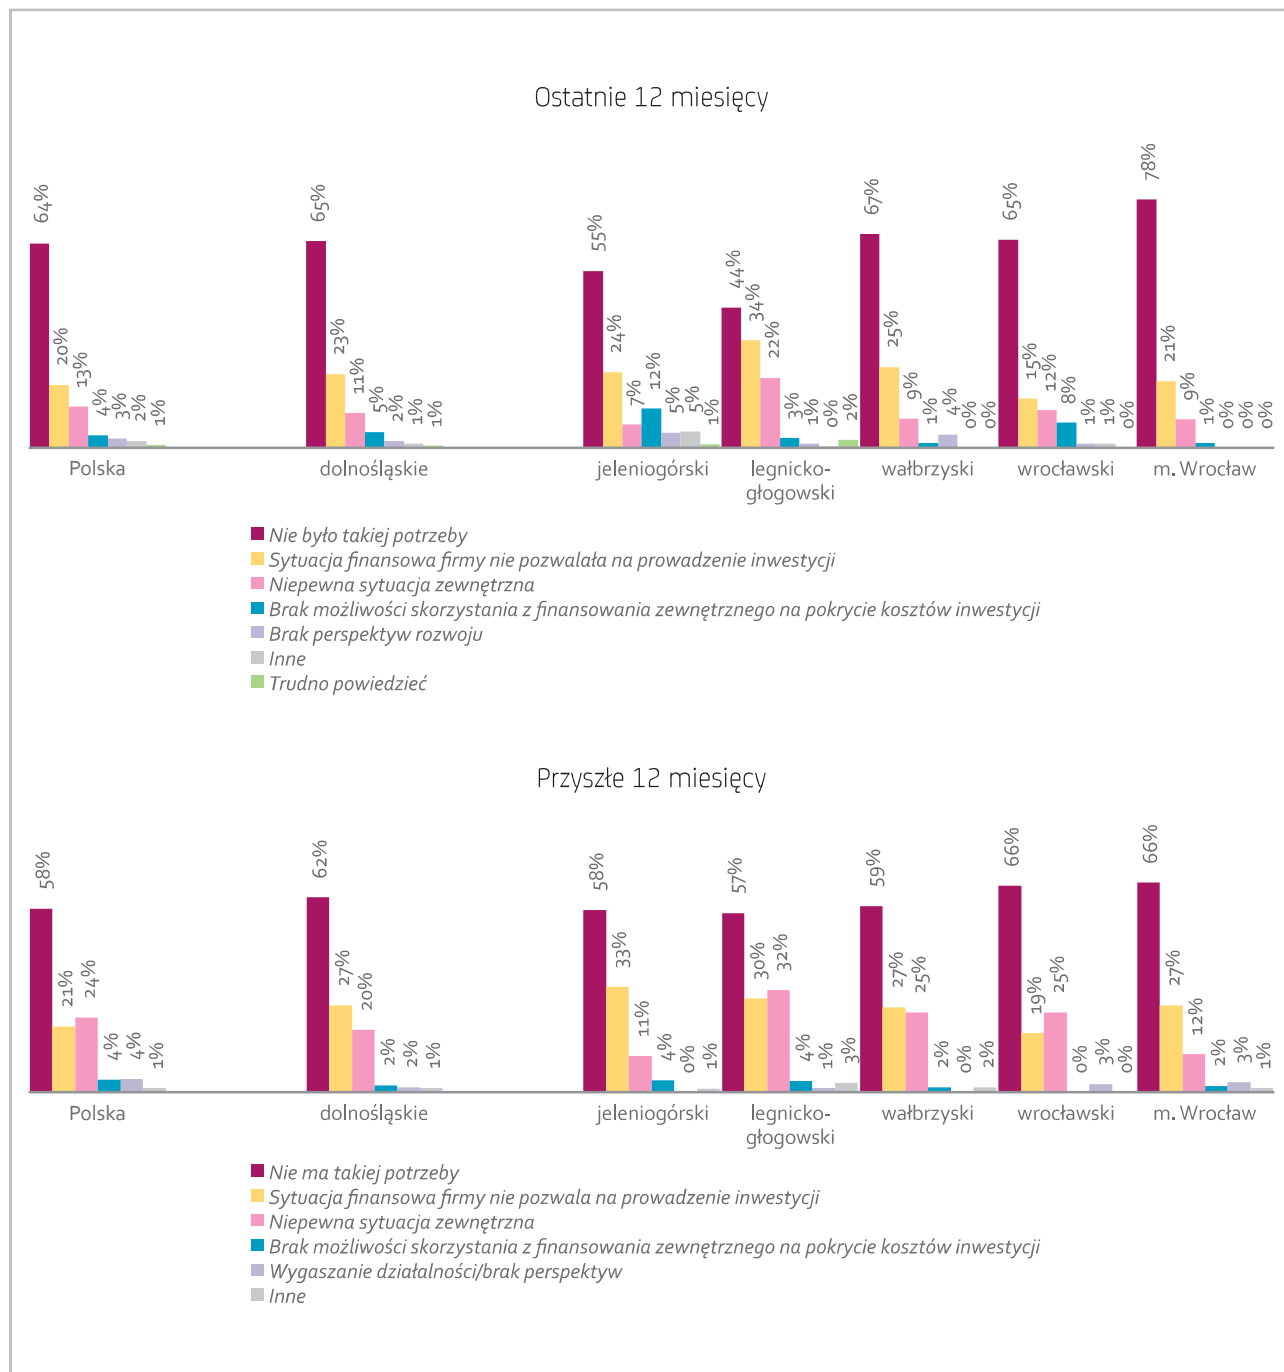 Ostatnie 12 miesięcy
64% 20% 13% 4% 3% 2% 1%
65% 23% 11% 5% 2% 1% 1%
55% 24% 7% 12% 5% 5% 1%
44% 34% 22% 3% 1% 0% 2%
67% 25% 9% 1% 4% 0% 0%
65% 15% 12% 8% 1% 1% 0%
78% 21% 9% 1% 0% 0% 0%
Polska dolnośląskie jeleniogórski legnicko- wałbrzyski wrocławski m. Wrocław
głogowski
Nie było takiej potrzeby
Sytuacja finansowa firmy nie pozwalała na prowadzenie inwestycji
Niepewna sytuacja zewnętrzna
Brak możliwości skorzystania z finansowania zewnętrznego na pokrycie kosztów inwestycji
Brak perspektyw rozwoju
Inne
Trudno powiedzieć
Przyszłe 12 miesięcy
58% 21% 24% 4% 4% 1%
62% 27% 20% 2% 2% 1%
58% 33% 11% 4% 0% 1%
57% 30% 32% 4% 1% 3%
59% 27% 25% 2% 0% 2%
66% 19% 25% 0% 3% 0%
66% 27% 12% 2% 3% 1%
Polska dolnośląskie jeleniogórski legnicko- wałbrzyski wrocławski m. Wrocław
głogowski
Nie ma takiej potrzeby
Sytuacja finansowa firmy nie pozwala na prowadzenie inwestycji
Niepewna sytuacja zewnętrzna
Brak możliwości skorzystania z finansowania zewnętrznego na pokrycie kosztów inwestycji
Wygaszanie działalności/brak perspektyw
Inne